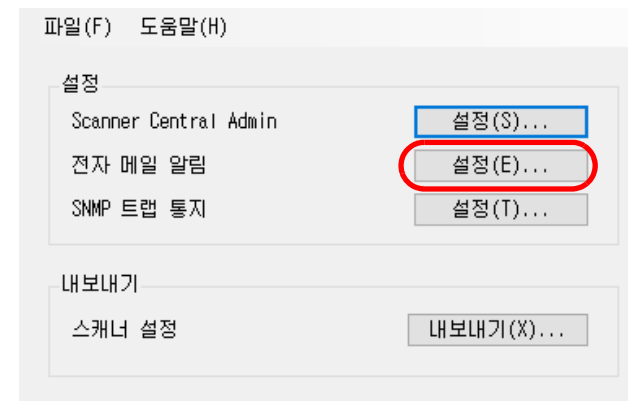 파일(F) 도움말(H)
설정
Scanner Central Admin 설정(S)...
전자 메일 알림 설정(E)...
SNMP 트랩 통지 설정(T)...
내보내기
스캐너 설정 내보내기(X)...